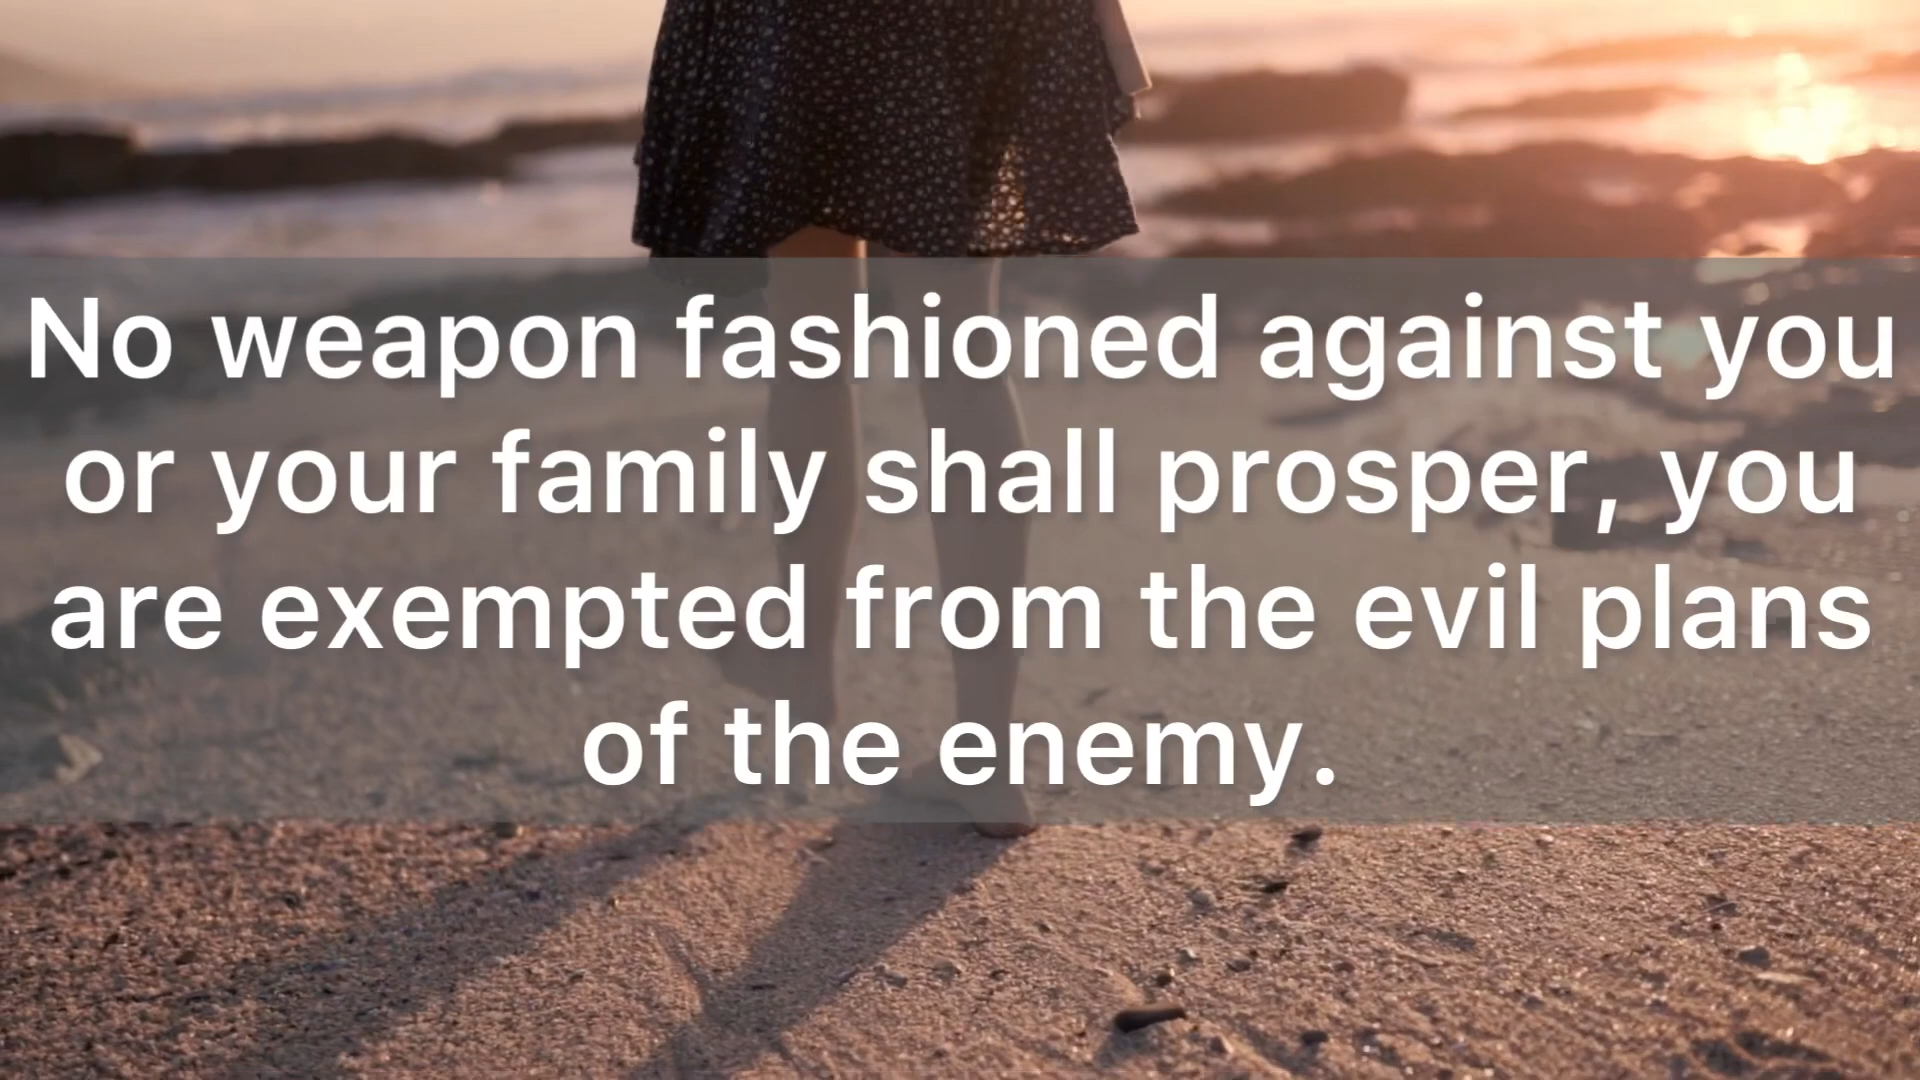 No weapon fashioned against you
or your family shall prosper, you
are exempted from the evil plans
of the enemy.